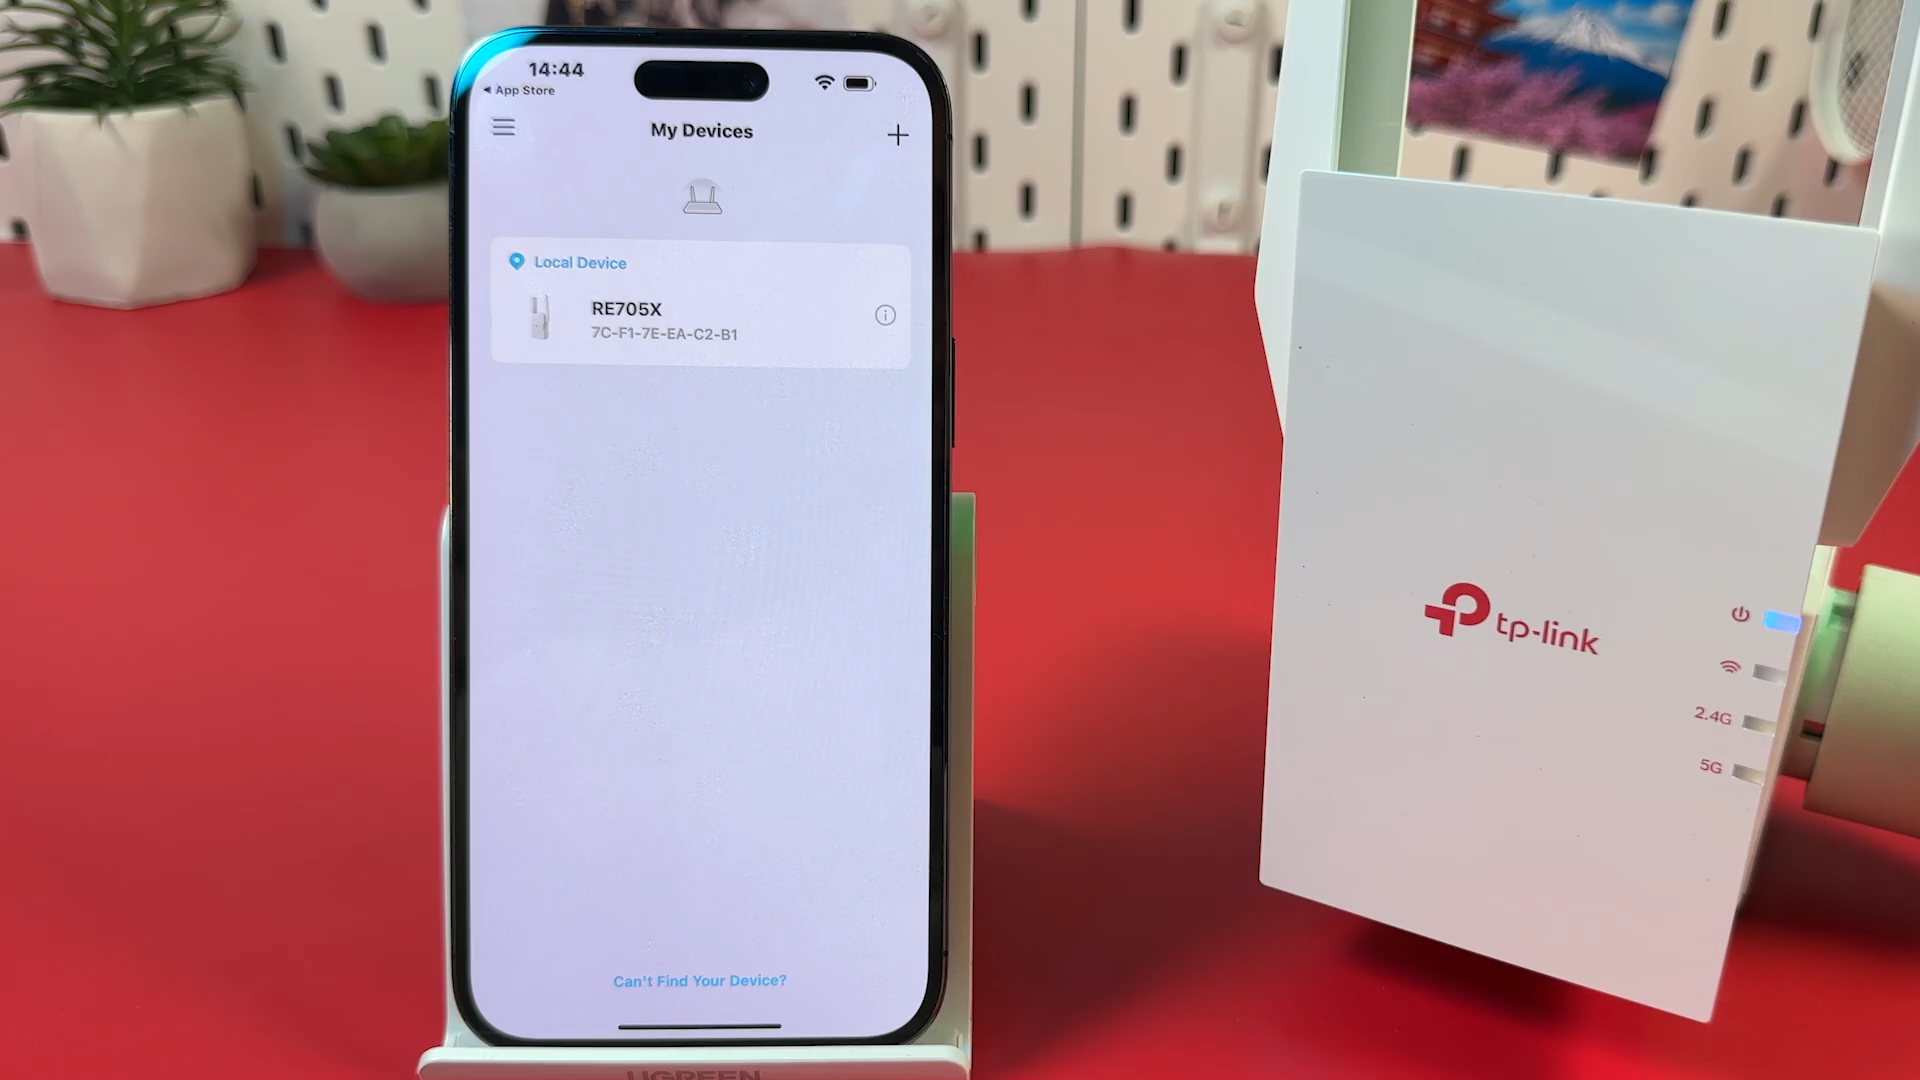 14:44
App Store
My Devices
Local Device
RE705X
7C-F1-7E-EA-C2-B1
Can't Find Your Device?
UGREEN
tp-link
2.4G
5G